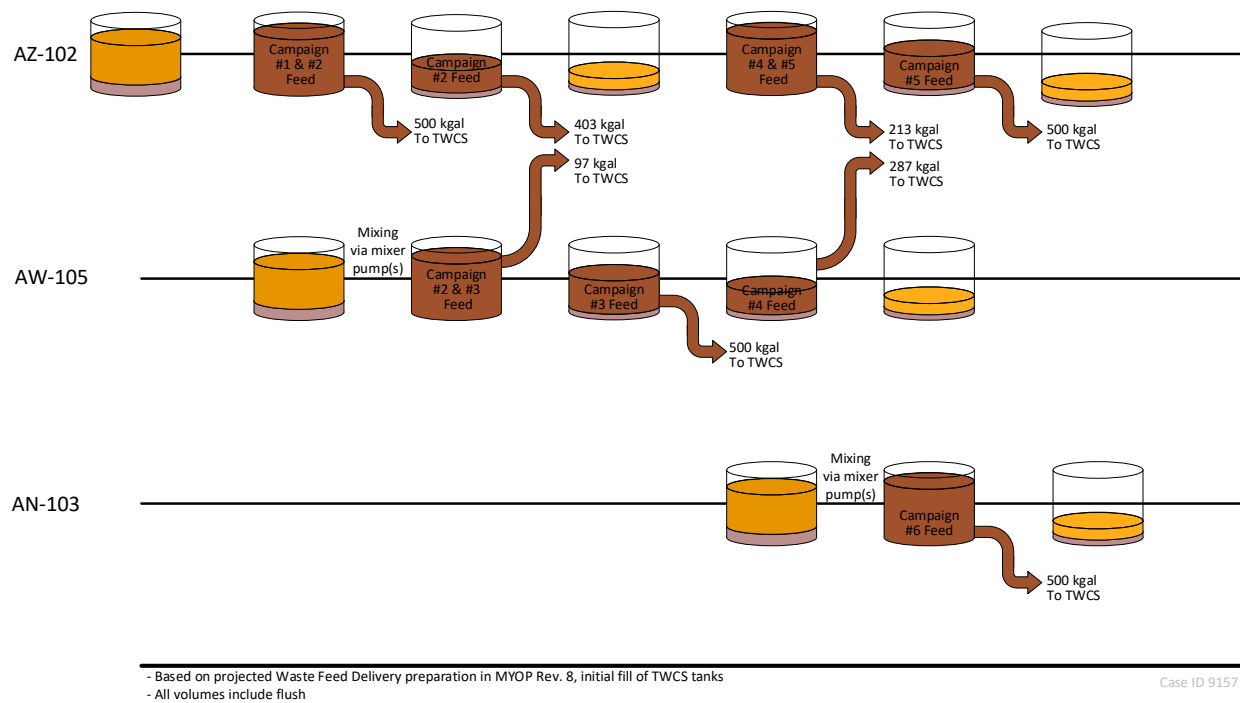 AZ-102
Campaign
#1 & #2
Feed
500 kgal
To TWCS
Campaign
#2 Feed
403 kgal
To TWCS
97 kgal
To TWCS
Campaign
#4 & #5
Feed
213 kgal
To TWCS
287 kgal
To TWCS
Campaign
#5 Feed
500 kgal
To TWCS
AW-105
Mixing
via mixer
pump(s)
Campaign
#2 & #3
Feed
Campaign
#3 Feed
500 kgal
To TWCS
Campaign
#4 Feed
AN-103
Mixing
via mixer
pump(s)
Campaign
#6 Feed
500 kgal
To TWCS
- Based on projected Waste Feed Delivery preparation in MYOP Rev. 8, initial fill of TWCS tanks
- All volumes include flush
Case ID 9157